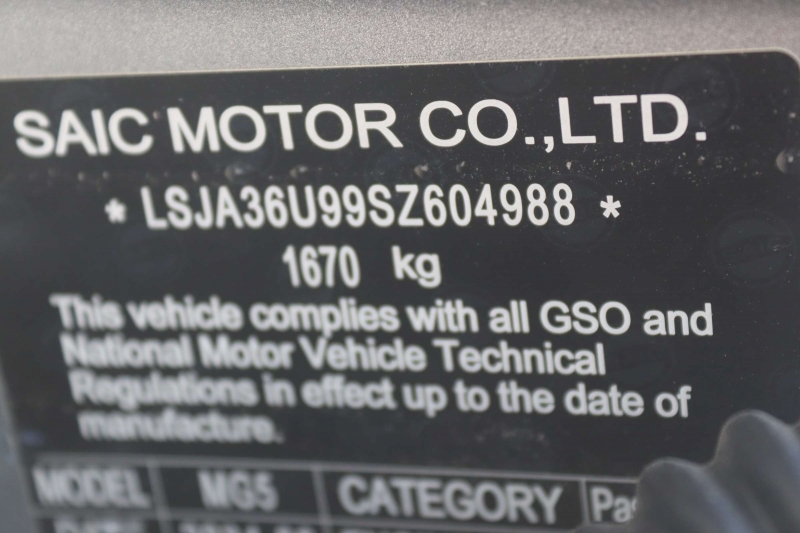 SAIC MOTOR CO.,LTD.
* LSJA36U99SZ604988 *
1670 kg
This vehicle complies with all GSO and
National Motor Vehicle Technical
Regulations in effect up to the date of
manufacture.
MODEL MG5 CATEGORY